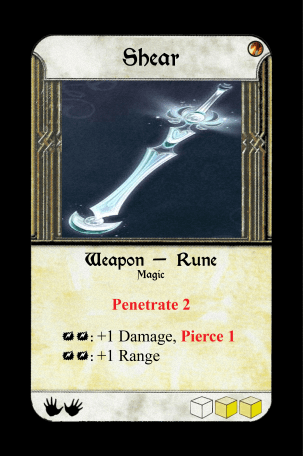 Shear
Weapon — Rune
Magic
Penetrate 2
: +1 Damage, Pierce 1
: +1 Range